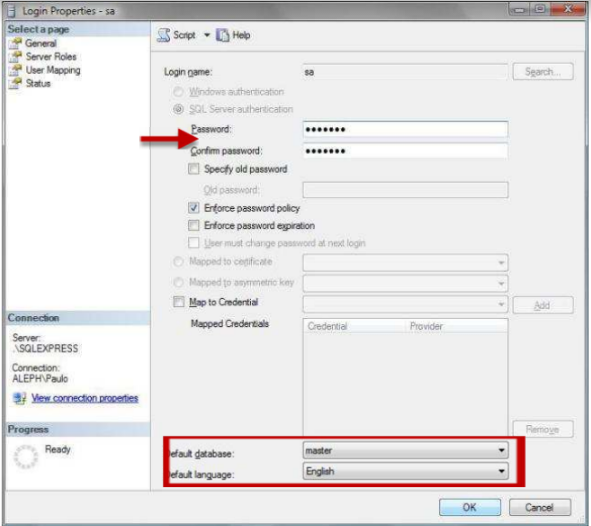 Login Properties - sa
Select a page
General
Server Roles
User Mapping
Status
Script Help
Login name: sa Search...
Windows authentication
SQL Server authentication
Password: •••••••
Confirm password: •••••••
Specify old password
Old password:
Enforce password policy
Enforce password expiration
User must change password at next login
Mapped to certificate
Mapped to asymmetric key
Map to Credential Add
Mapped Credentials Credential Provider
Remove
Default database: master
Default language: English
Connection
Server:
.\SQLEXPRESS
Connection:
ALEPH\Paulo
View connection properties
Progress
Ready
OK Cancel